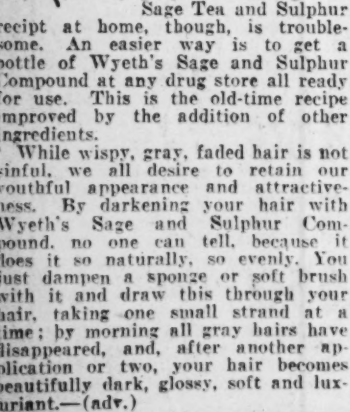 Sage Tea and Sulphur
ecipt at home, though, is trouble-
some. An easier way is to get a
bottle of Wyeth's Sage and Sulphur
Compound at any drug store all ready
for use. This is the old-time recipe
improved by the addition of other
ingredients.
While wispy, gray, faded hair is not
sinful, we all desire to retain our
youthful appearance and attractive-
ness. By darkening your hair with
Wyeth's Sage and Sulphur Com-
pound, no one can tell, because it
does it so naturally, so evenly. You
just dampen a sponge or soft brush
with it and draw this through your
hair, taking one small strand at a
time; by morning all gray hairs have
disappeared, and, after another ap-
plication or two, your hair becomes
beautifully dark, glossy, soft and lux-
uriant.—(adv.)